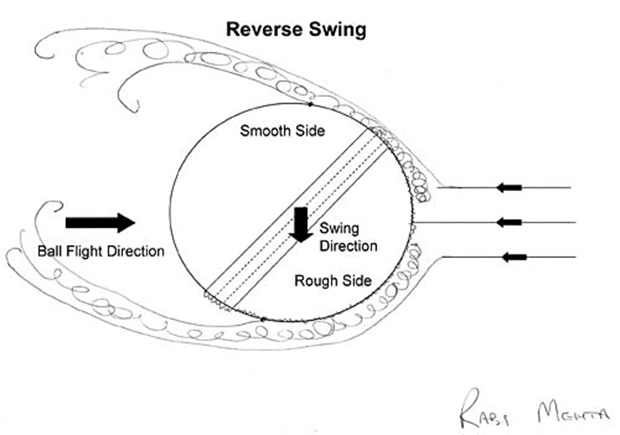 Reverse Swing
Smooth Side
Swing
Direction
Ball Flight Direction
Rough Side
RABI MEHTA